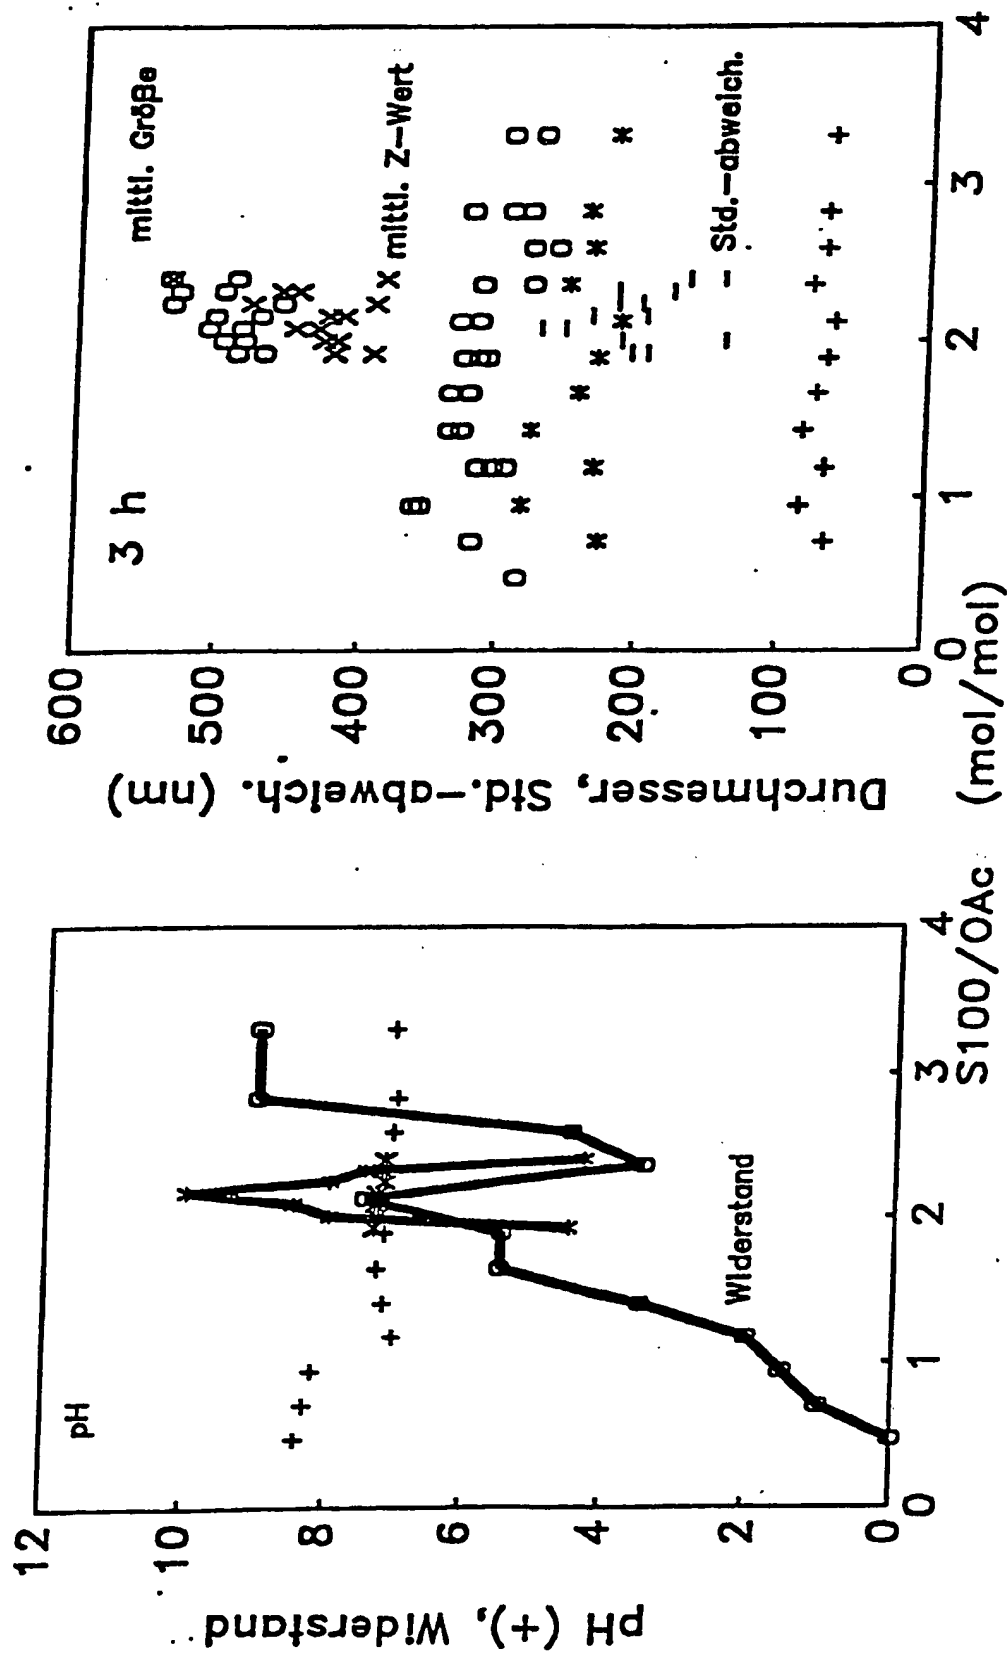 pH (+), Widerstand
12
10
8
6
4
2
0
pH
Widerstand
0
1
2
3
4
S100/OAc (mol/mol)
Durchmesser, Std.-abweich. (nm)
600
500
400
300
200
100
0
3 h
mittl. Größe
mittl. Z-Wert
Std.-abweich.
0
1
2
3
4